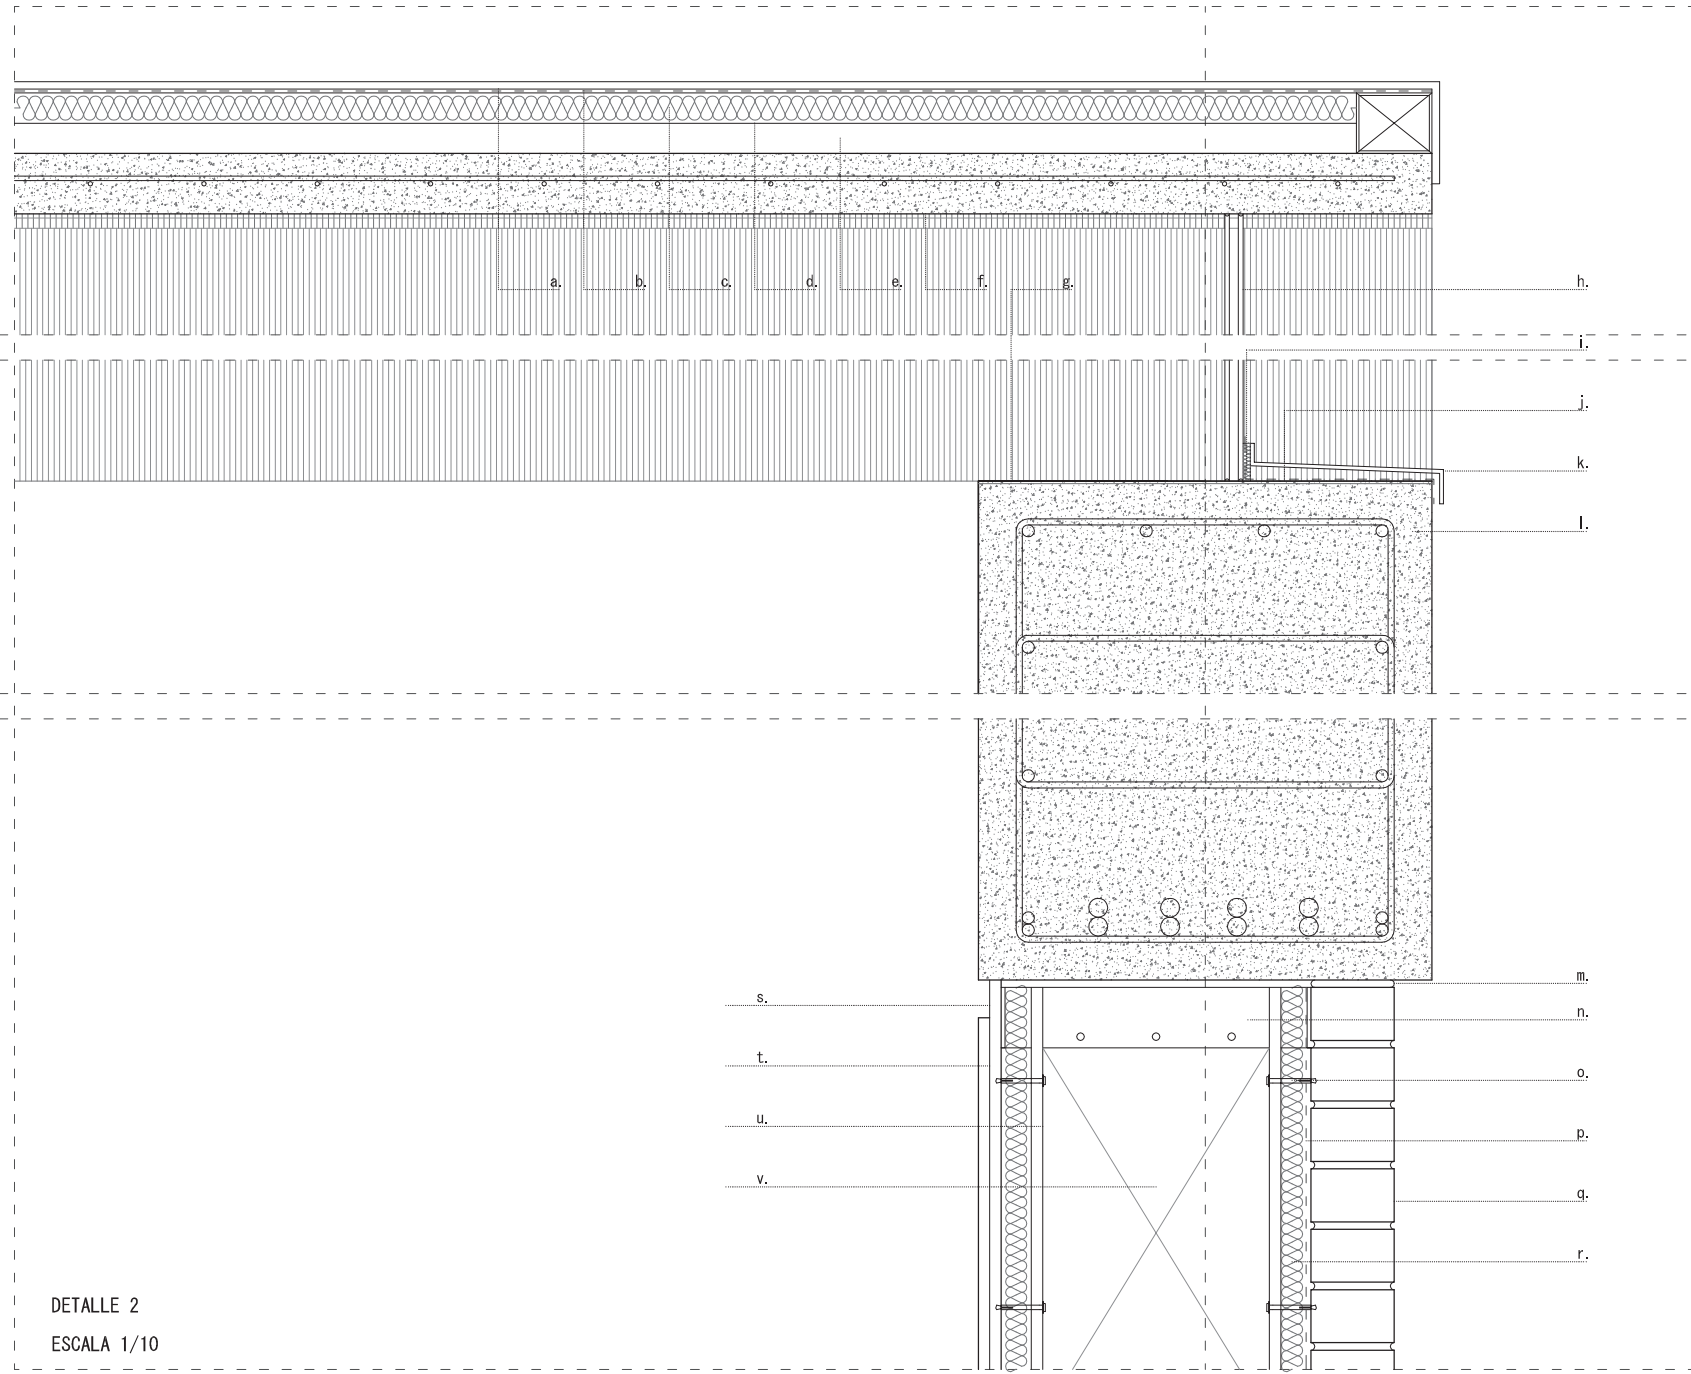 a. b. c. d. e. f. g. h.
i.
j.
k.
l.
m.
s.
n.
t.
o.
u.
p.
v.
q.
r.
DETALLE 2
ESCALA 1/10